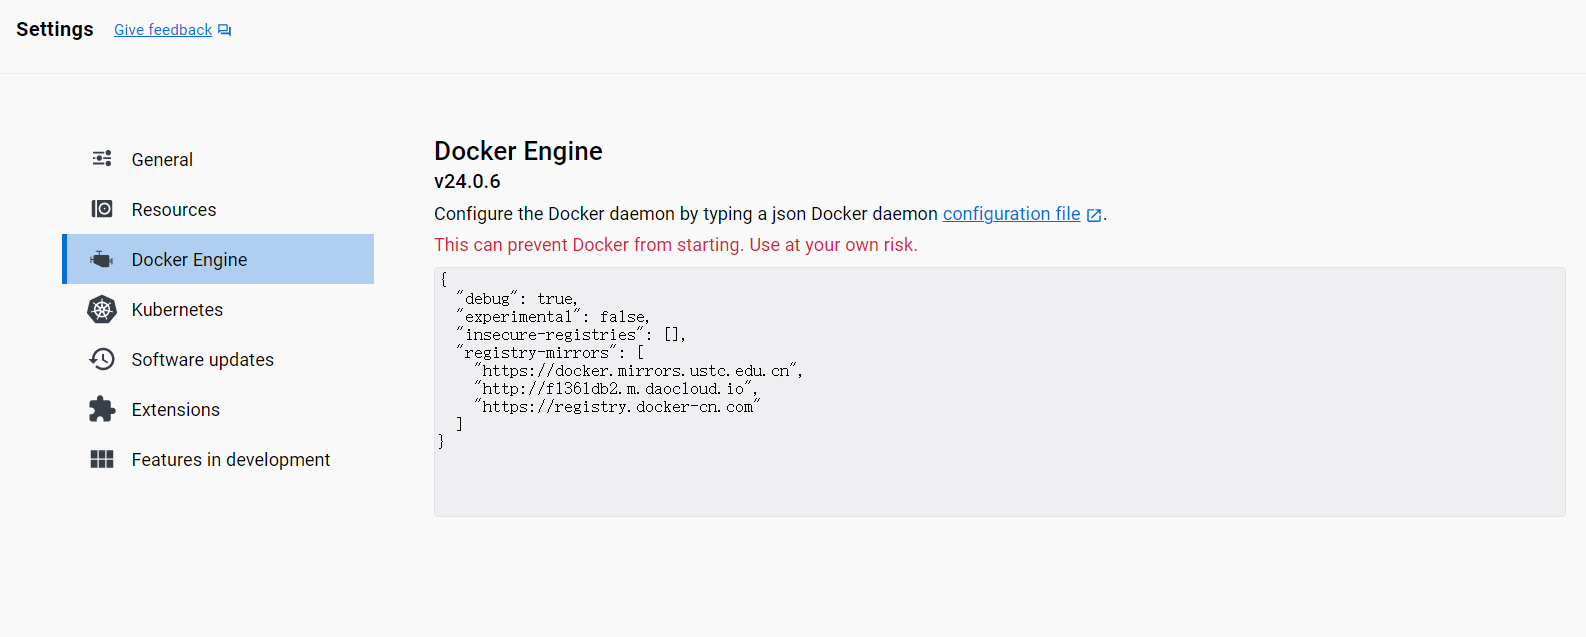 Settings Give feedback
General
Resources
Docker Engine
Kubernetes
Software updates
Extensions
Features in development
Docker Engine
v24.0.6
Configure the Docker daemon by typing a json Docker daemon configuration file.
This can prevent Docker from starting. Use at your own risk.
{
  "debug": true,
  "experimental": false,
  "insecure-registries": [],
  "registry-mirrors": [
    "https://docker.mirrors.ustc.edu.cn",
    "http://f1361db2.m.daocloud.io",
    "https://registry.docker-cn.com"
  ]
}